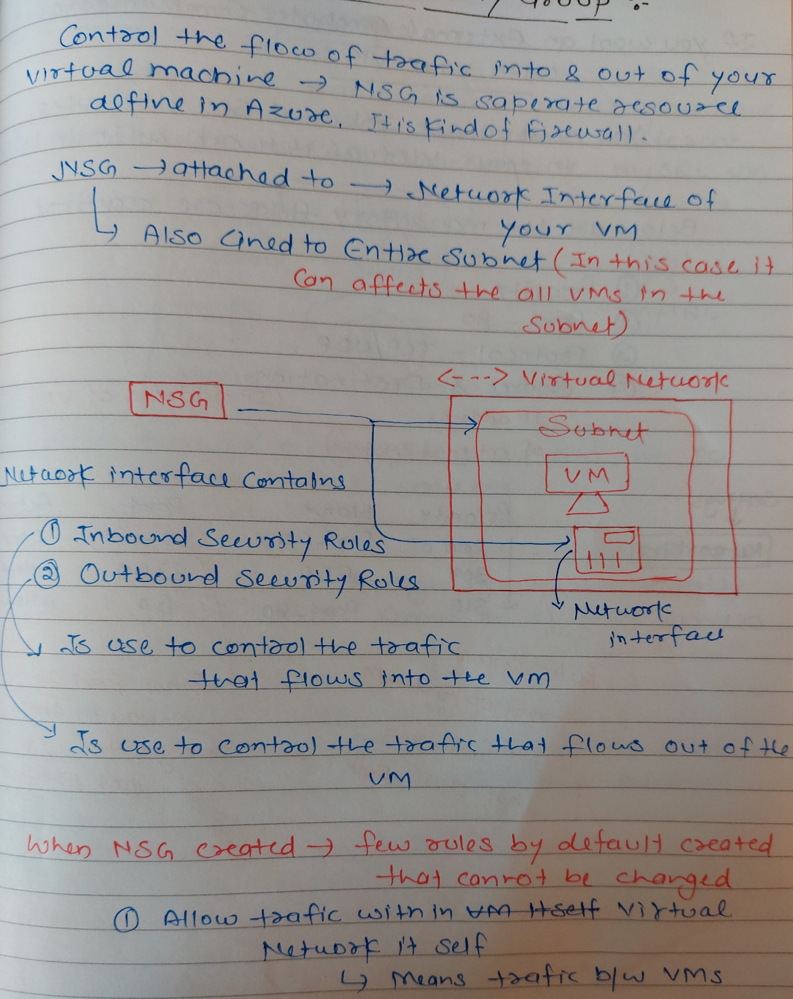 Group :-
Control the flow of trafic into & out of your
virtual machine → NSG is saperate resource
define in Azure. It is kind of Firewall.
NSG → attached to → Network Interface of
your VM
↳ Also lined to Entire Subnet (In this case it
Can affects the all VMs in the
Subnet)
<---> Virtual Network
NSG
Subnet
VM
Network interface Contains
① Inbound Security Rules
② Outbound Security Rules
Network
interface
Is use to control the trafic
that flows into the VM
Is use to control the trafic that flows out of the
VM
When NSG created → few rules by default created
that cannot be changed
① Allow trafic with in VM Itself Virtual
Network it self
↳ Means trafic b/w VMs